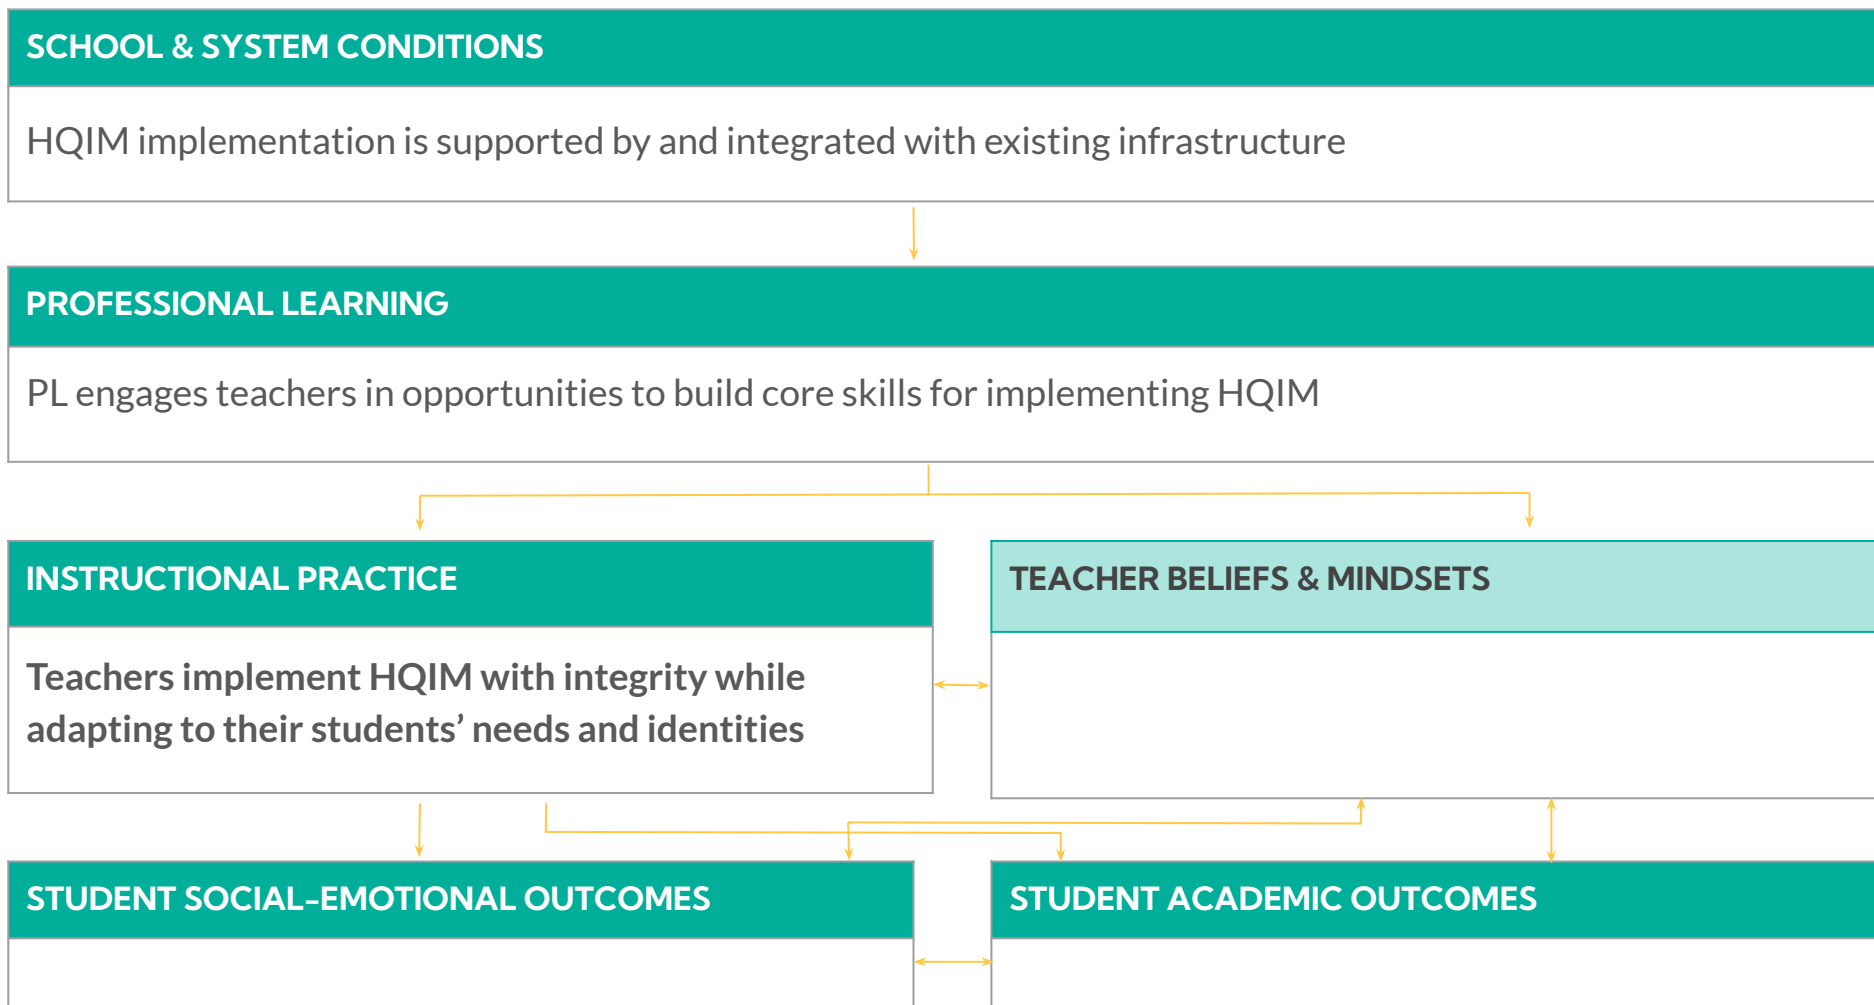 SCHOOL & SYSTEM CONDITIONS
HQIM implementation is supported by and integrated with existing infrastructure
PROFESSIONAL LEARNING
PL engages teachers in opportunities to build core skills for implementing HQIM
INSTRUCTIONAL PRACTICE
TEACHER BELIEFS & MINDSETS
Teachers implement HQIM with integrity while
adapting to their students’ needs and identities
STUDENT SOCIAL-EMOTIONAL OUTCOMES
STUDENT ACADEMIC OUTCOMES